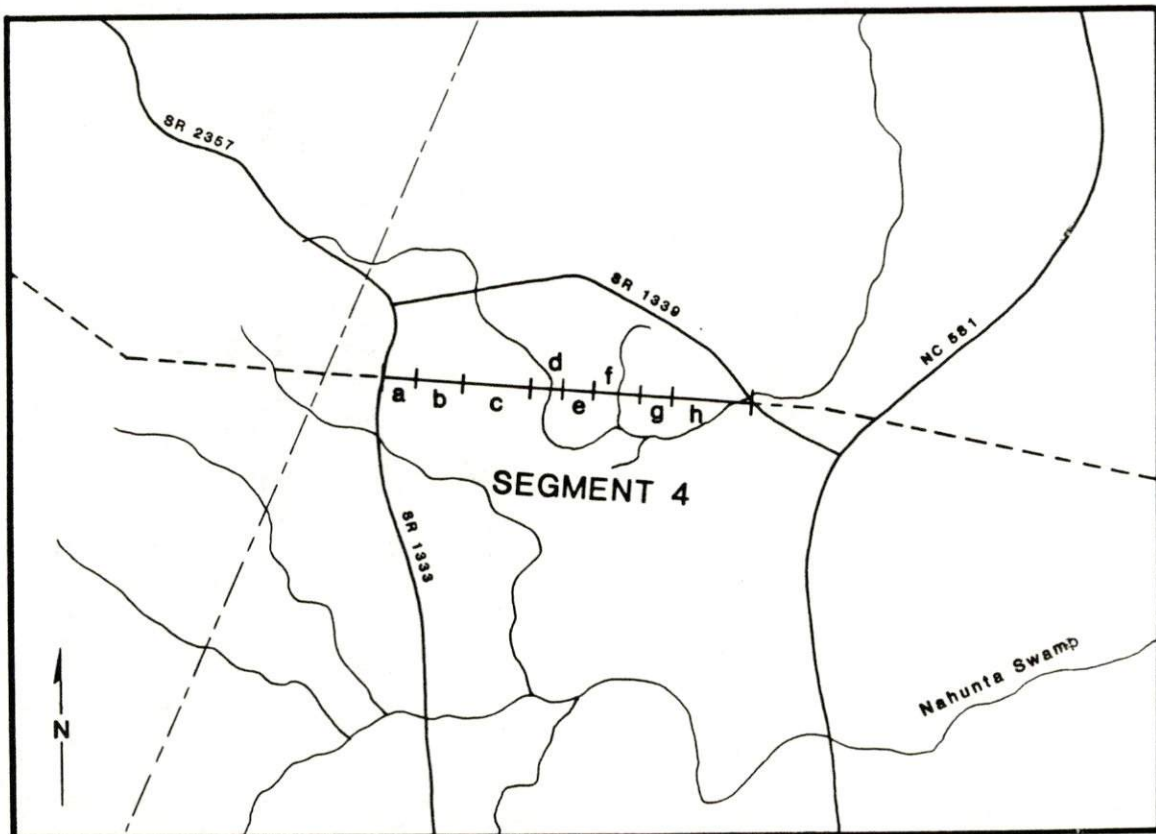 SR 2357
SR 1339
NC 581
d
f
a
b
c
e
g
h
SEGMENT 4
SR 1333
Nahunta Swamp
N